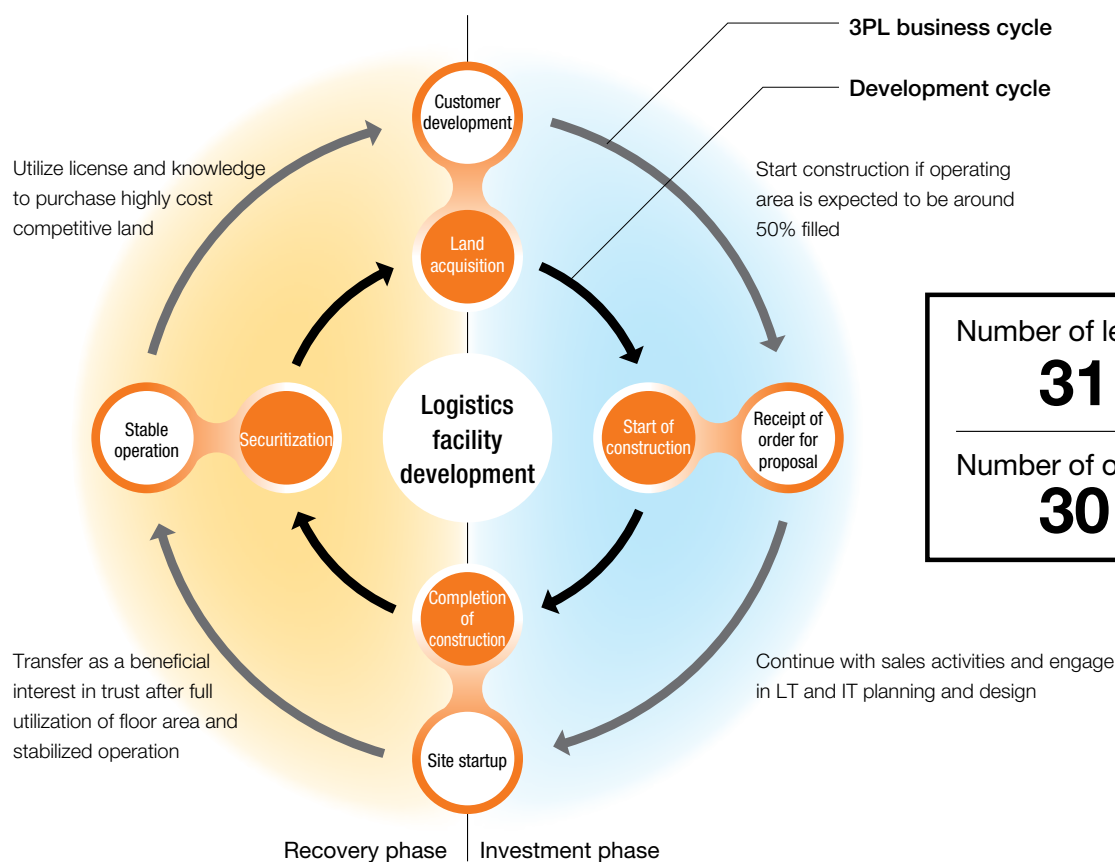 3PL business cycle
Development cycle
Customer
development
Utilize license and knowledge
to purchase highly cost
competitive land
Start construction if operating
area is expected to be around
50% filled
Land
acquisition
Number of
31
Number of
30
Logistics
facility
development
Stable
operation
Securitization
Start of
construction
Receipt of
order for
proposal
Completion
of
construction
Transfer as a beneficial
interest in trust after full
utilization of floor area and
stabilized operation
Continue with sales activities and engage
in LT and IT planning and design
Site startup
Recovery phase
Investment phase